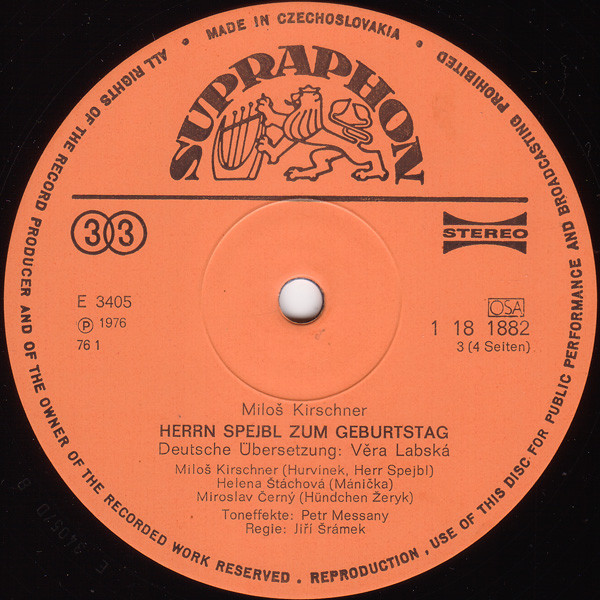 ALL RIGHTS OF THE RECORD PRODUCER AND OF THE OWNER OF THE RECORDED WORK RESERVED . REPRODUCTION, USE OF THIS DISC FOR PUBLIC PERFORMANCE AND BROADCASTING PROHIBITED
• MADE IN CZECHOSLOVAKIA •
SUPRAPHON
33
STEREO
E 3405
Ⓟ 1976
76 1
OSA
1 18 1882
3 (4 Seiten)
Miloš Kirschner
HERRN SPEJBL ZUM GEBURTSTAG
Deutsche Übersetzung: Věra Labská
Miloš Kirschner (Hurvinek, Herr Spejbl)
Helena Štáchová (Mánička)
Miroslav Černý (Hündchen Žeryk)
Toneffekte: Petr Messany
Regie: Jiří Šrámek